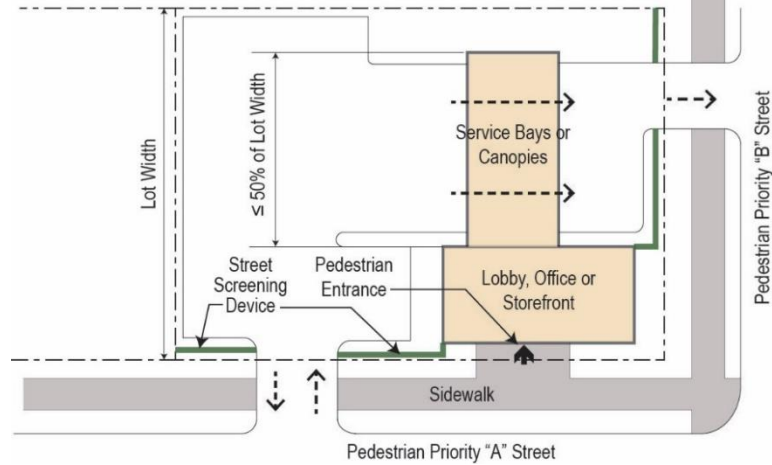 Lot Width
≤ 50% of Lot Width
Service Bays or
Canopies
Pedestrian Priority "B" Street
Street
Screening
Device
Pedestrian
Entrance
Lobby, Office or
Storefront
Sidewalk
Pedestrian Priority "A" Street